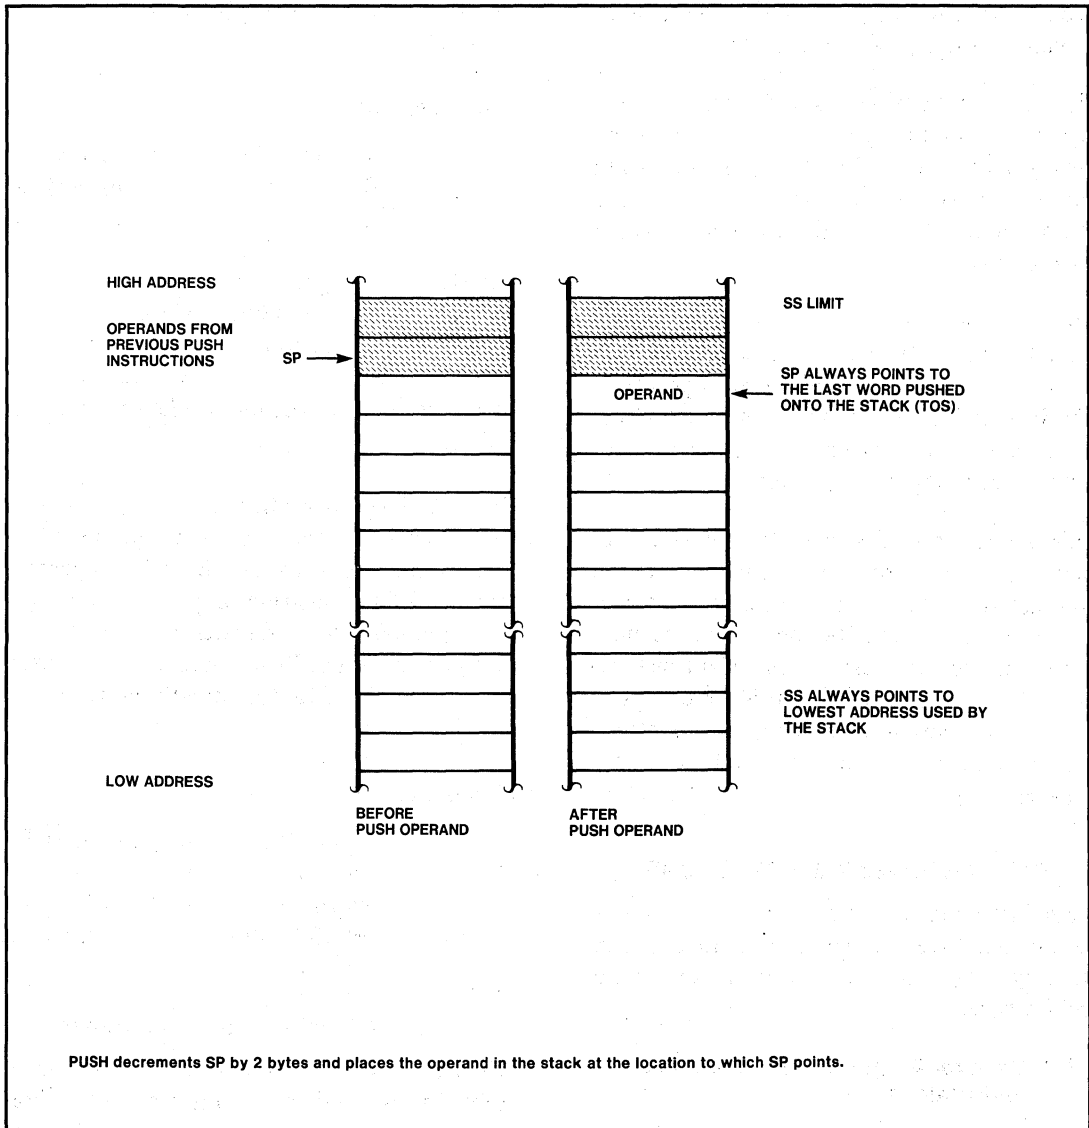 HIGH ADDRESS
OPERANDS FROM
PREVIOUS PUSH
INSTRUCTIONS
SP
SS LIMIT
OPERAND
SP ALWAYS POINTS TO
THE LAST WORD PUSHED
ONTO THE STACK (TOS)
SS ALWAYS POINTS TO
LOWEST ADDRESS USED BY
THE STACK
LOW ADDRESS
BEFORE
PUSH OPERAND
AFTER
PUSH OPERAND
PUSH decrements SP by 2 bytes and places the operand in the stack at the location to which SP points.